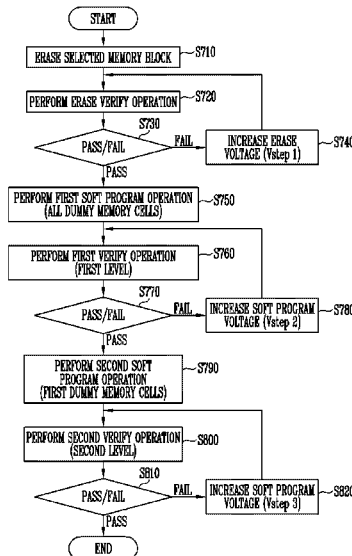 START
ERASE SELECTED MEMORY BLOCK
S710
PERFORM ERASE VERIFY OPERATION
S720
S730
PASS/FAIL
FAIL
INCREASE ERASE
VOLTAGE (Vstep 1)
S740
PASS
PERFORM FIRST SOFT PROGRAM OPERATION
(ALL DUMMY MEMORY CELLS)
S750
PERFORM FIRST VERIFY OPERATION
(FIRST LEVEL)
S760
S770
PASS/FAIL
FAIL
INCREASE SOFT PROGRAM
VOLTAGE (Vstep 2)
S780
PASS
PERFORM SECOND SOFT
PROGRAM OPERATION
(FIRST DUMMY MEMORY CELLS)
S790
PERFORM SECOND VERIFY OPERATION
(SECOND LEVEL)
S800
S810
PASS/FAIL
FAIL
INCREASE SOFT PROGRAM
VOLTAGE (Vstep 3)
S820
PASS
END